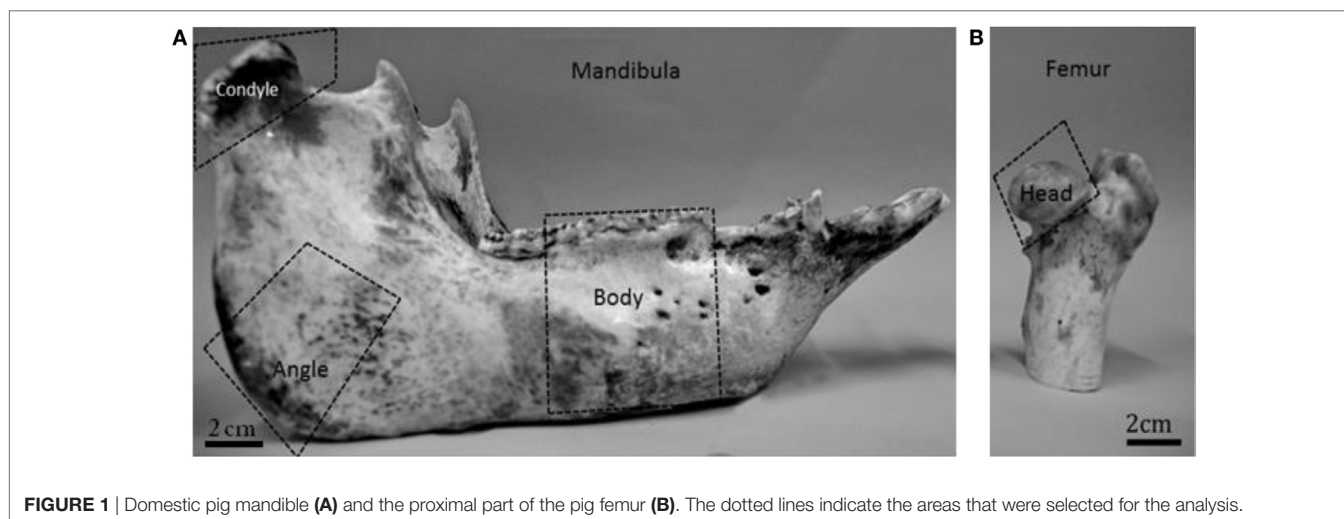 A
Mandibula
Condyle
Body
Angle
2 cm
B
Femur
Head
2cm
FIGURE 1 | Domestic pig mandible (A) and the proximal part of the pig femur (B). The dotted lines indicate the areas that were selected for the analysis.